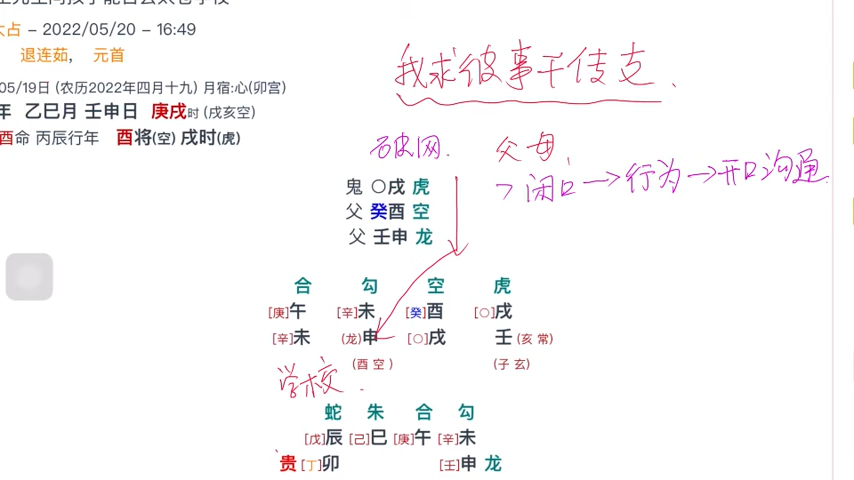 占 – 2022/05/20 – 16:49
退连茹, 元首
05/19日 (农历2022年四月十九) 月宿:心(卯宫)
年 乙巳月 壬申日 庚戌时 (戌亥空)
酉命 丙辰行年 酉将(空) 戌时(虎)
我求彼事干传支.
破网. 父母,
闭口→行为→开口沟通
鬼 ○戌 虎
父 癸酉 空
父 壬申 龙
合 勾 空 虎
[庚]午 [辛]未 [癸]酉 [○]戌
[辛]未 (龙)申 [○]戌 壬 (亥 常)
(酉 空 ) (子 玄)
学校.
蛇 朱 合 勾
[戊]辰 [己]巳 [庚]午 [辛]未
贵 [丁]卯 [壬]申 龙